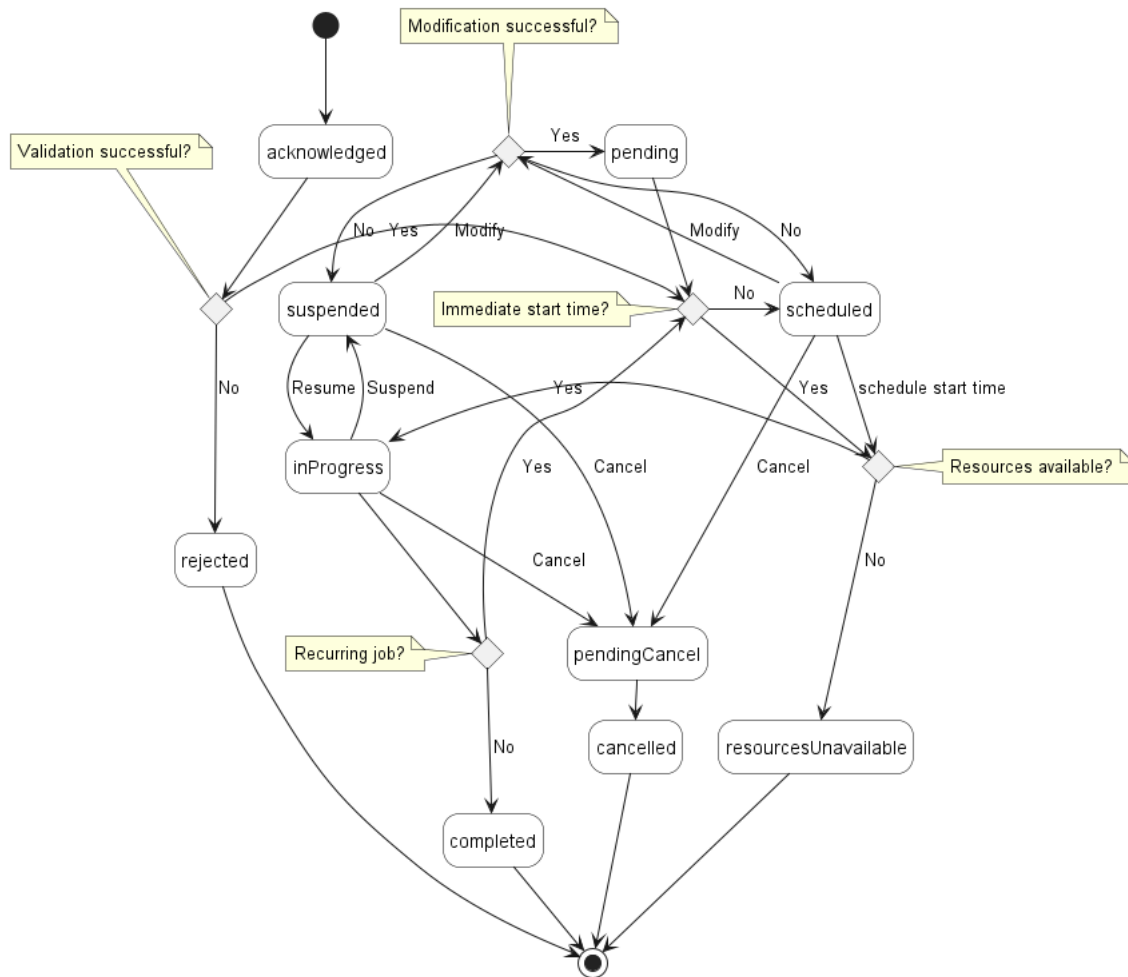 Modification successful?
Validation successful?
acknowledged
Yes
pending
No
Yes
Modify
Modify
No
suspended
Immediate start time?
No
scheduled
No
Resume
Suspend
Yes
Yes
schedule start time
inProgress
Yes
Cancel
Cancel
Resources available?
rejected
Cancel
No
Recurring job?
pendingCancel
No
cancelled
resourcesUnavailable
completed